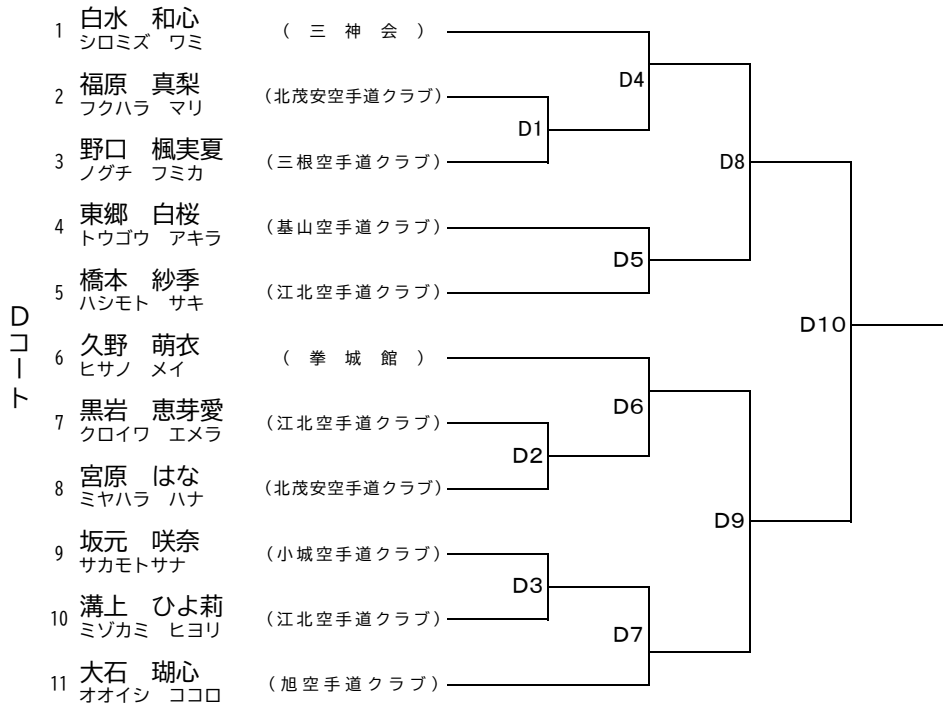 1 白水　和心 (三神会)
シロミズ　ワミ
D4
2 福原　真梨 (北茂安空手道クラブ)
フクハラ　マリ
D1
3 野口　楓実夏 (三根空手道クラブ)
ノグチ　フミカ
D8
4 東郷　白桜 (基山空手道クラブ)
トウゴウ　アキラ
D5
5 橋本　紗季 (江北空手道クラブ)
ハシモト　サキ
Dコート
D10
6 久野　萌衣 (拳城館)
ヒサノ　メイ
D6
7 黒岩　恵芽愛 (江北空手道クラブ)
クロイワ　エメラ
D2
8 宮原　はな (北茂安空手道クラブ)
ミヤハラ　ハナ
D9
9 坂元　咲奈 (小城空手道クラブ)
サカモトサナ
D3
10 溝上　ひよ莉 (江北空手道クラブ)
ミゾカミ　ヒヨリ
D7
11 大石　瑚心 (旭空手道クラブ)
オオイシ　ココロ